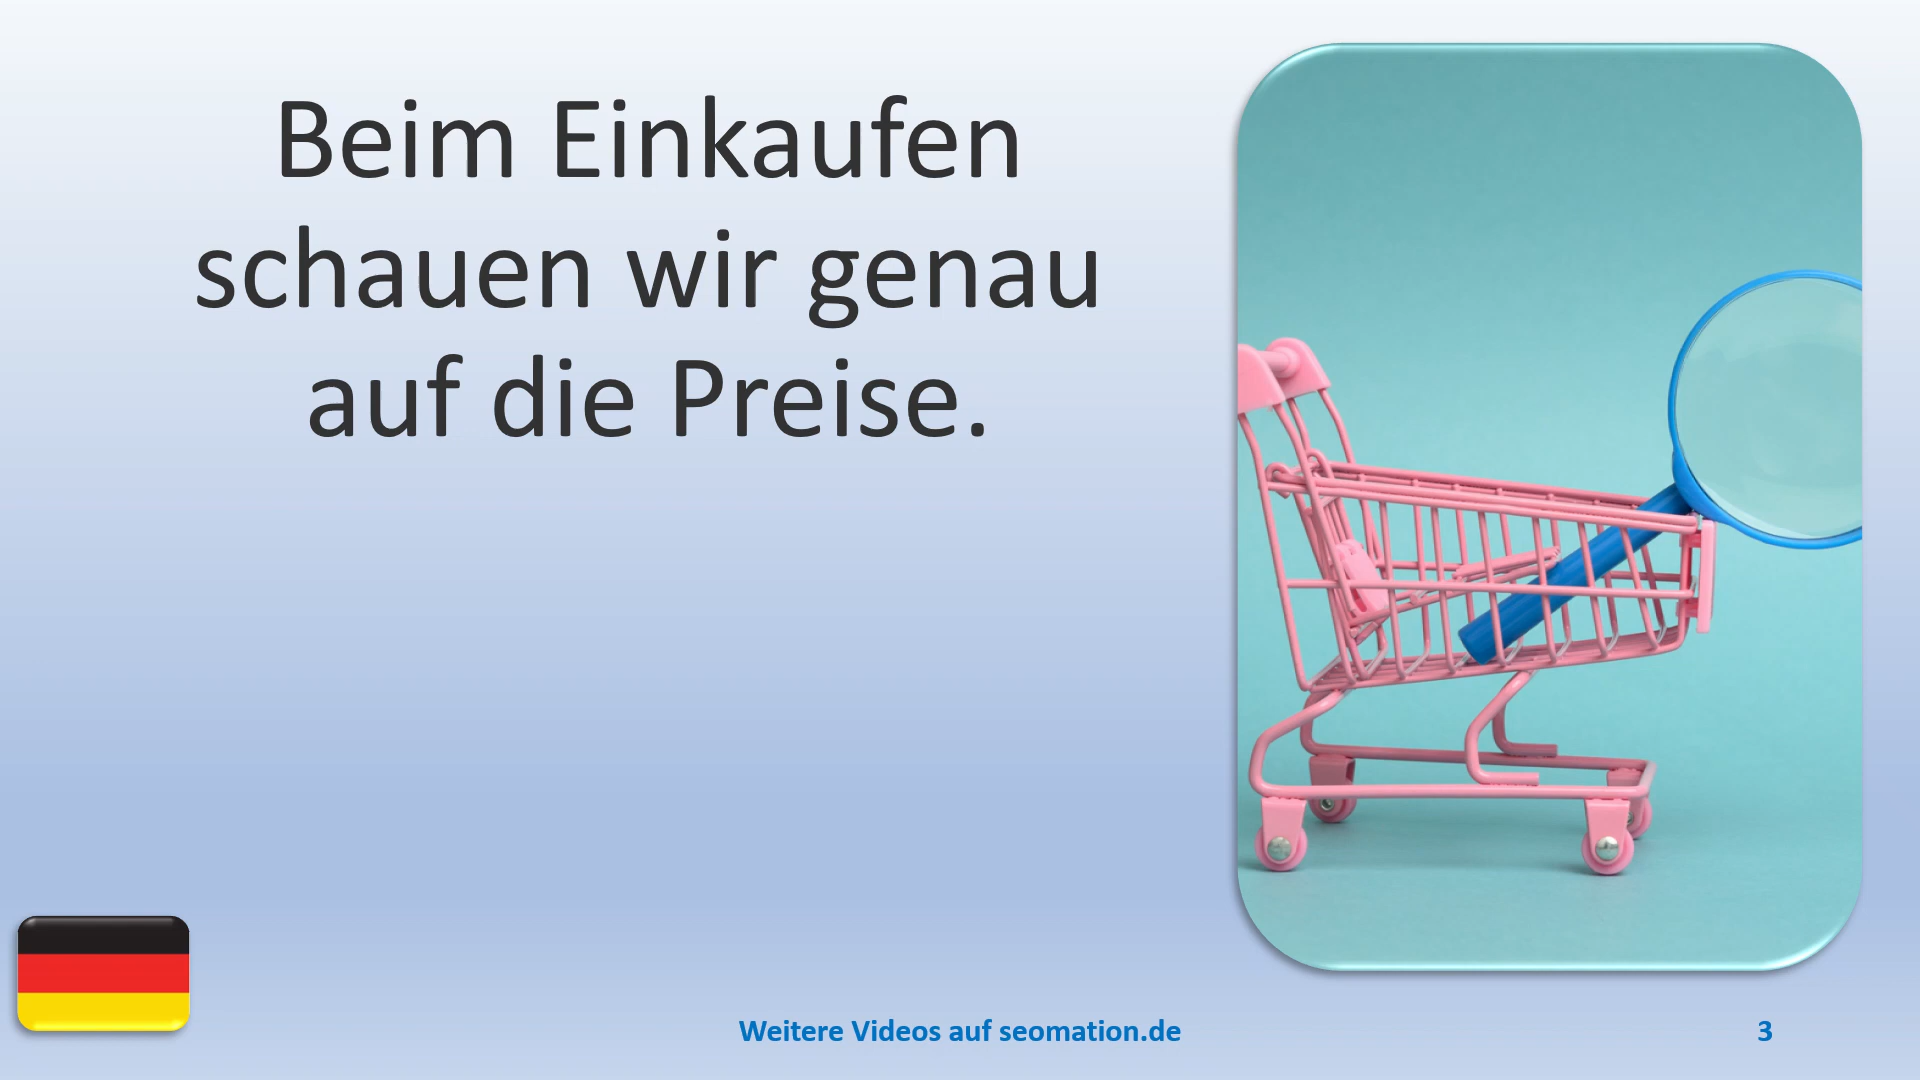 Beim Einkaufen
schauen wir genau
auf die Preise.
Weitere Videos auf seomation.de
3